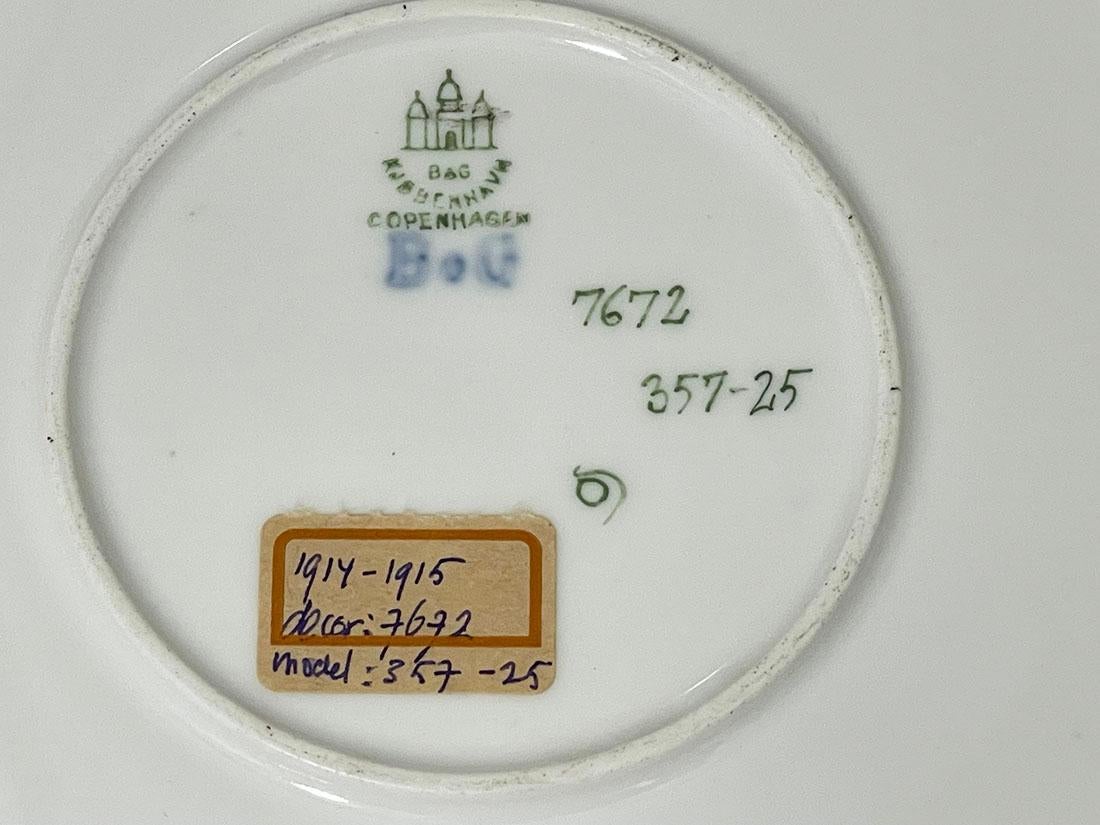 B&G
KJØBENHAVN
COPENHAGEN
B&G
7672
357-25
1914-1915
decor: 7672
model: 357-25